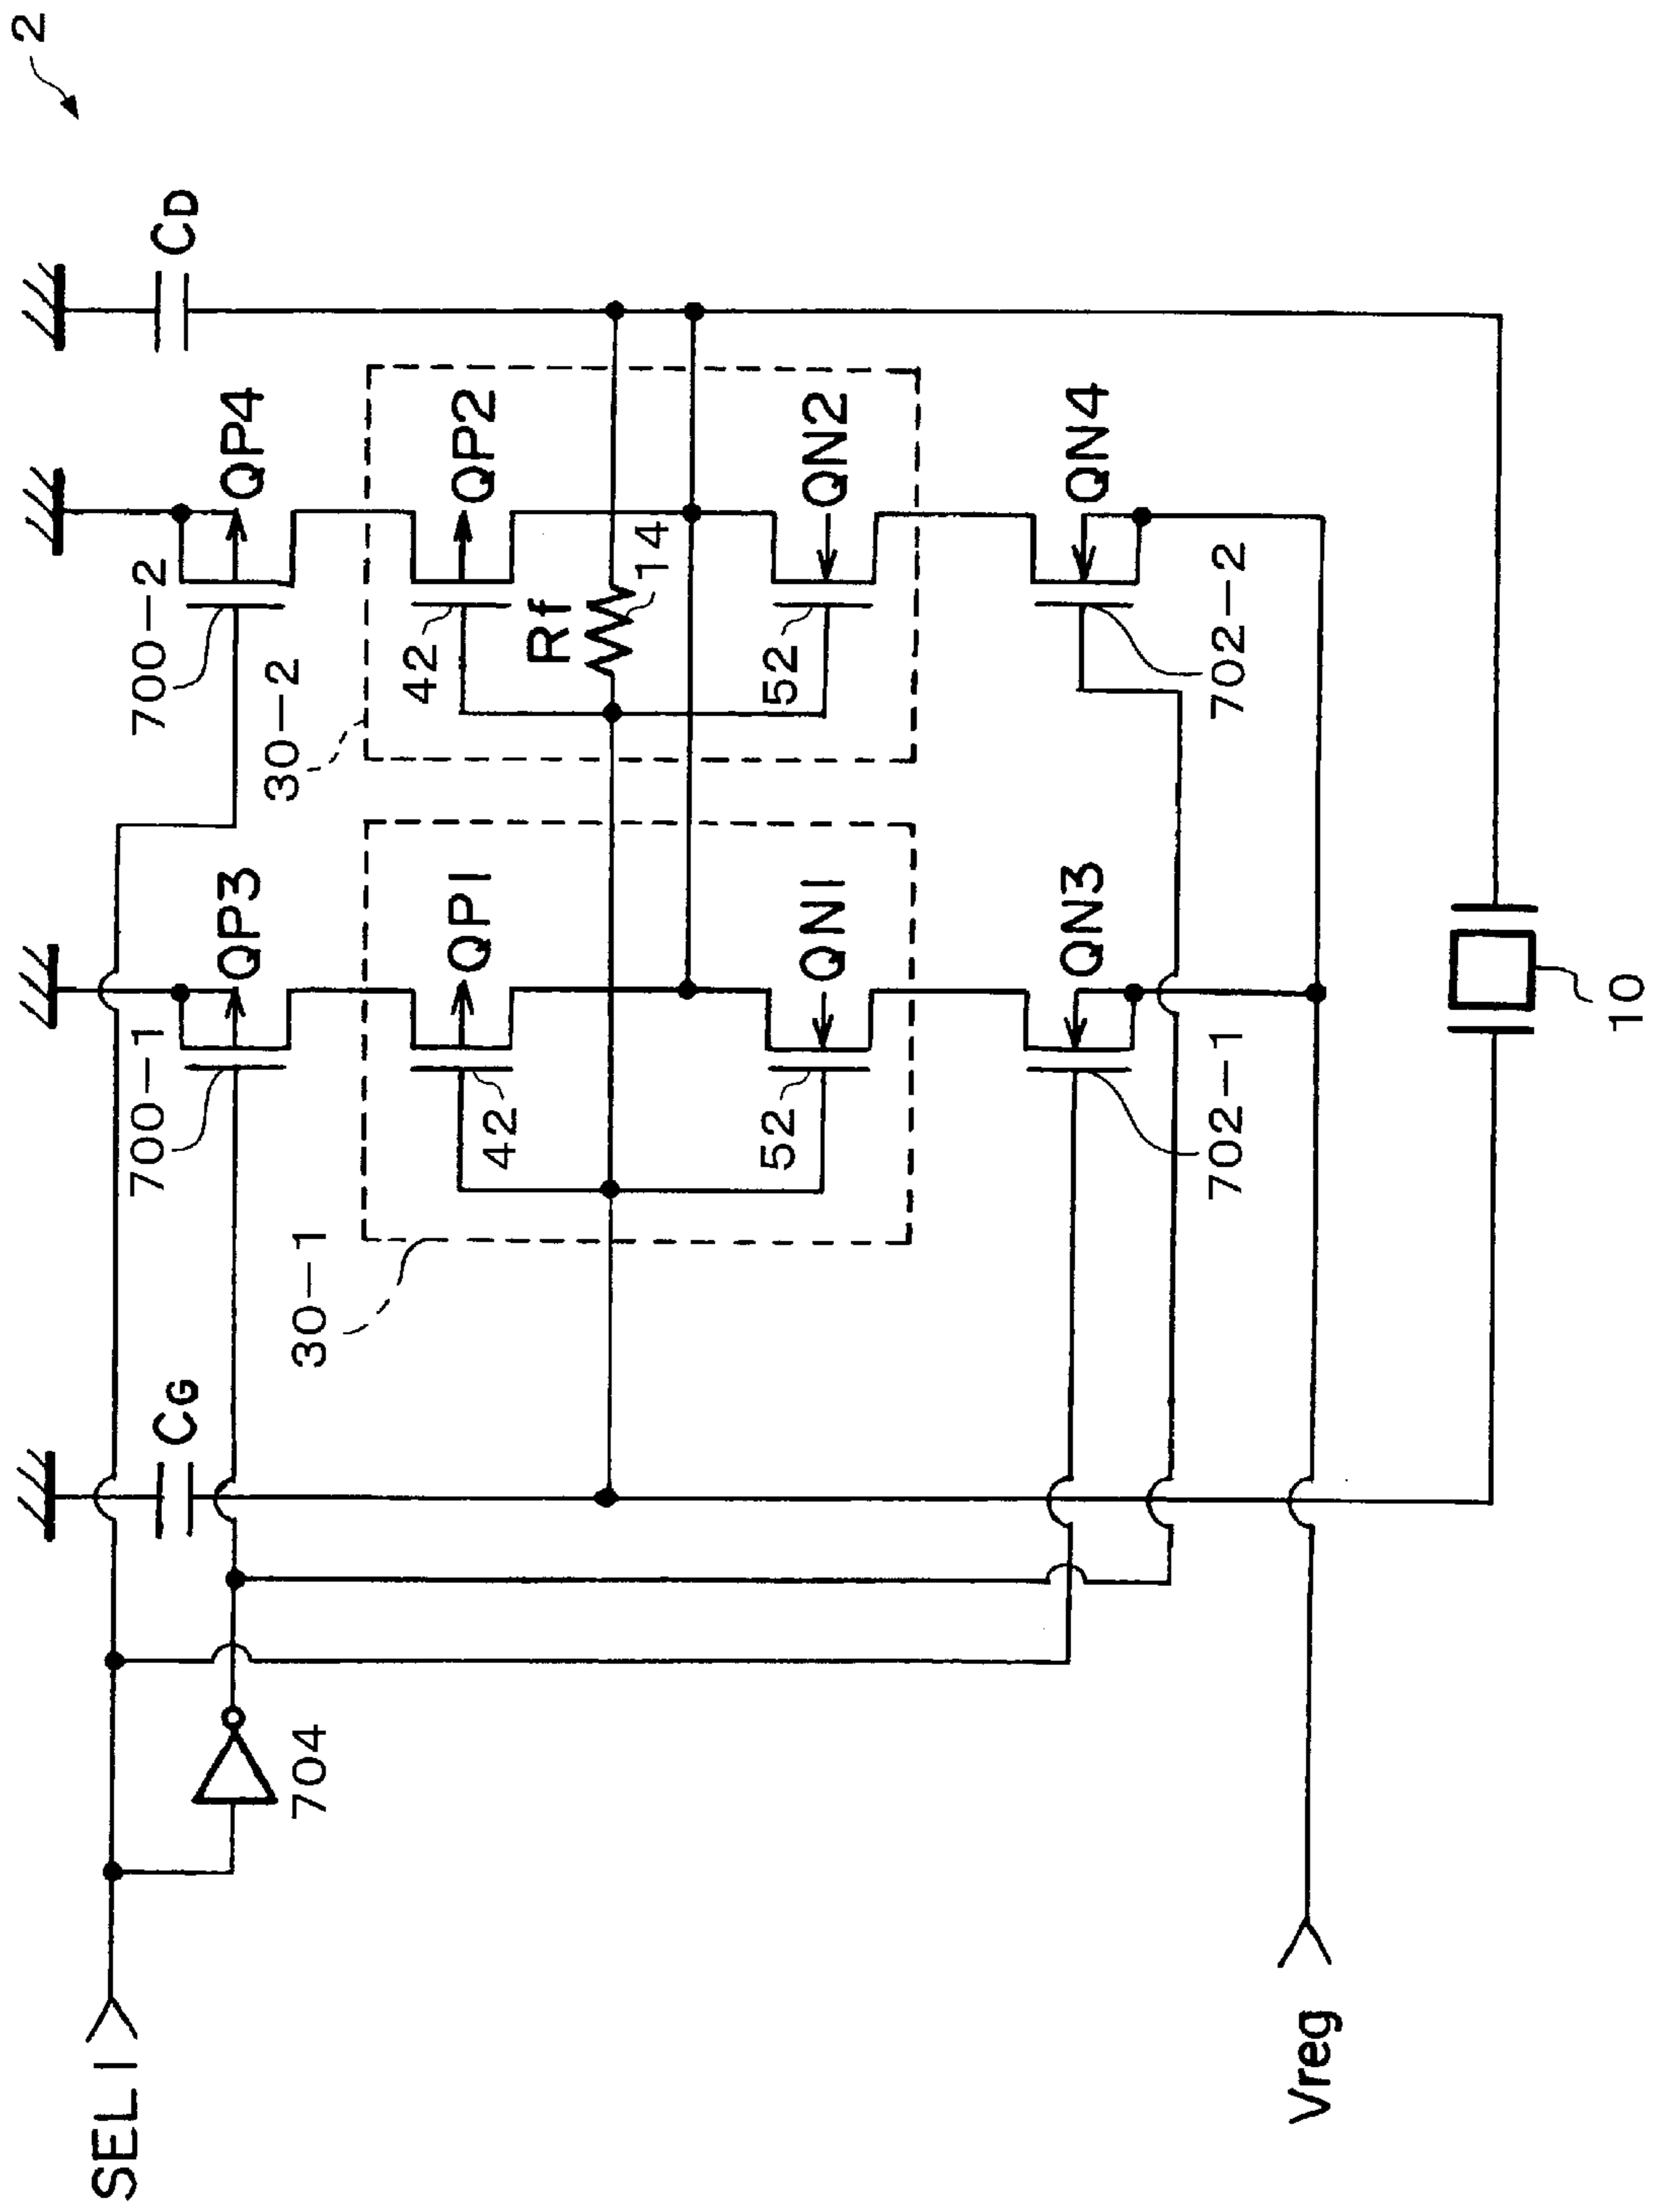 2
CG
CD
700-1
QP3
700-2
QP4
30-1
30-2
42
QP1
42
QP2
Rf
14
52
QN1
52
QN2
702-1
QN3
702-2
QN4
SEL1
704
Vreg
10